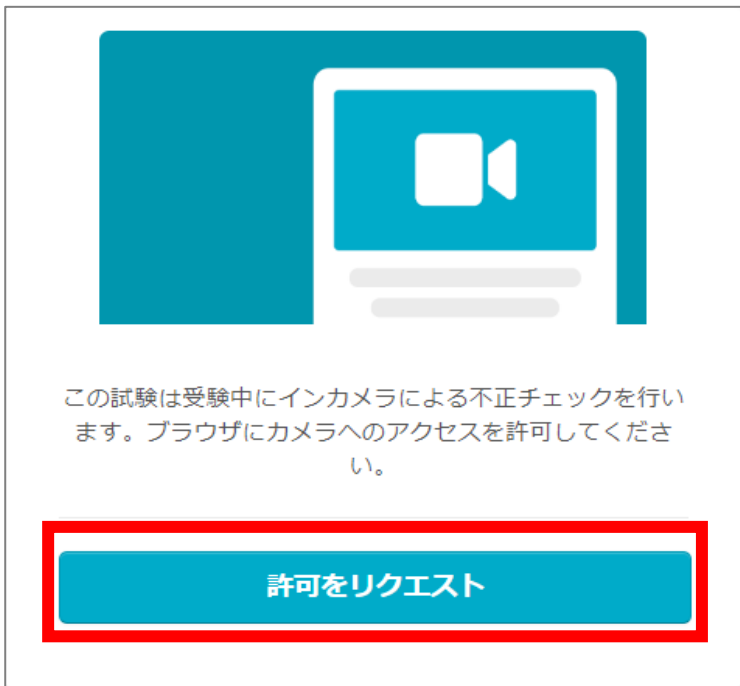 この試験は受験中にインカメラによる不正チェックを行い
ます。ブラウザにカメラへのアクセスを許可してくださ
い。
許可をリクエスト